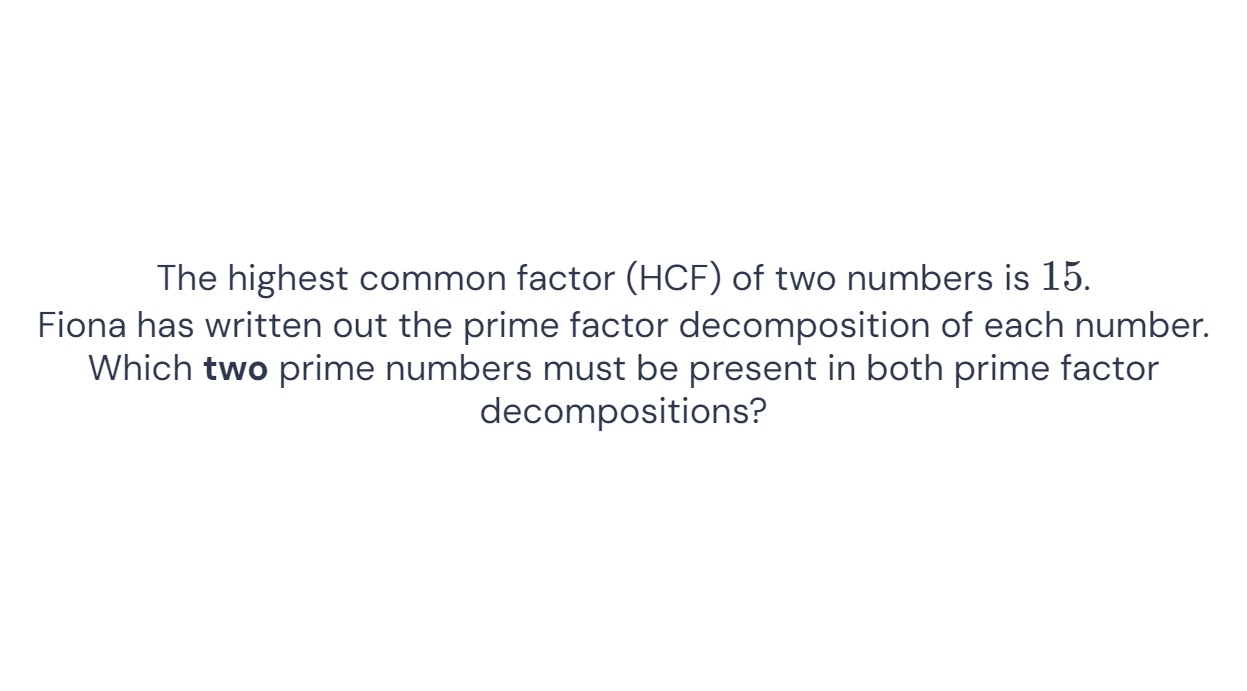 The highest common factor (HCF) of two numbers is 15.
Fiona has written out the prime factor decomposition of each number.
Which two prime numbers must be present in both prime factor
decompositions?